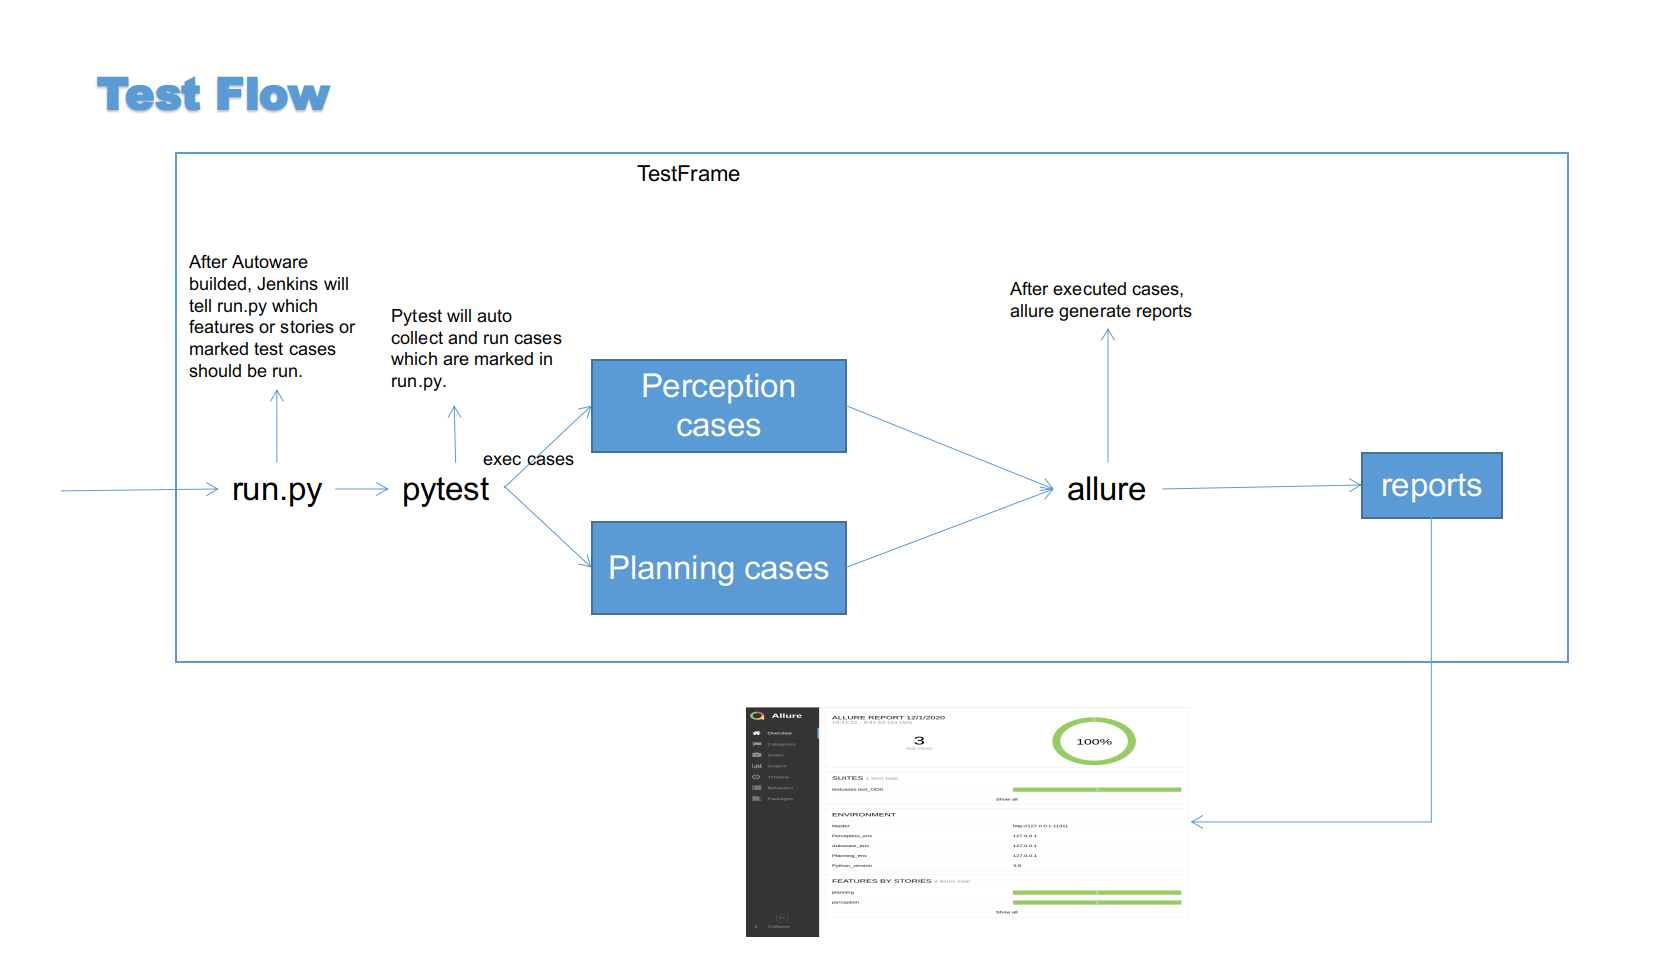 Test Flow
TestFrame
After Autoware
builded, Jenkins will
tell run.py which
features or stories or
marked test cases
should be run.
Pytest will auto
collect and run cases
which are marked in
run.py.
After executed cases,
allure generate reports
Perception
cases
exec cases
run.py
pytest
allure
reports
Planning cases
Allure
Overview
Categories
Suites
Graphs
Timeline
Behaviors
Packages
Collapse
ALLURE REPORT 12/1/2020
3
test cases
100%
SUITES 1 item total
testcases.test_ODD
Show all
ENVIRONMENT
Master http://127.0.0.1:11311
Perception_env 127.0.0.1
Autoware_env 127.0.0.1
Planning_env 127.0.0.1
Python_version 3.6
FEATURES BY STORIES 2 items total
planning
perception
Show all